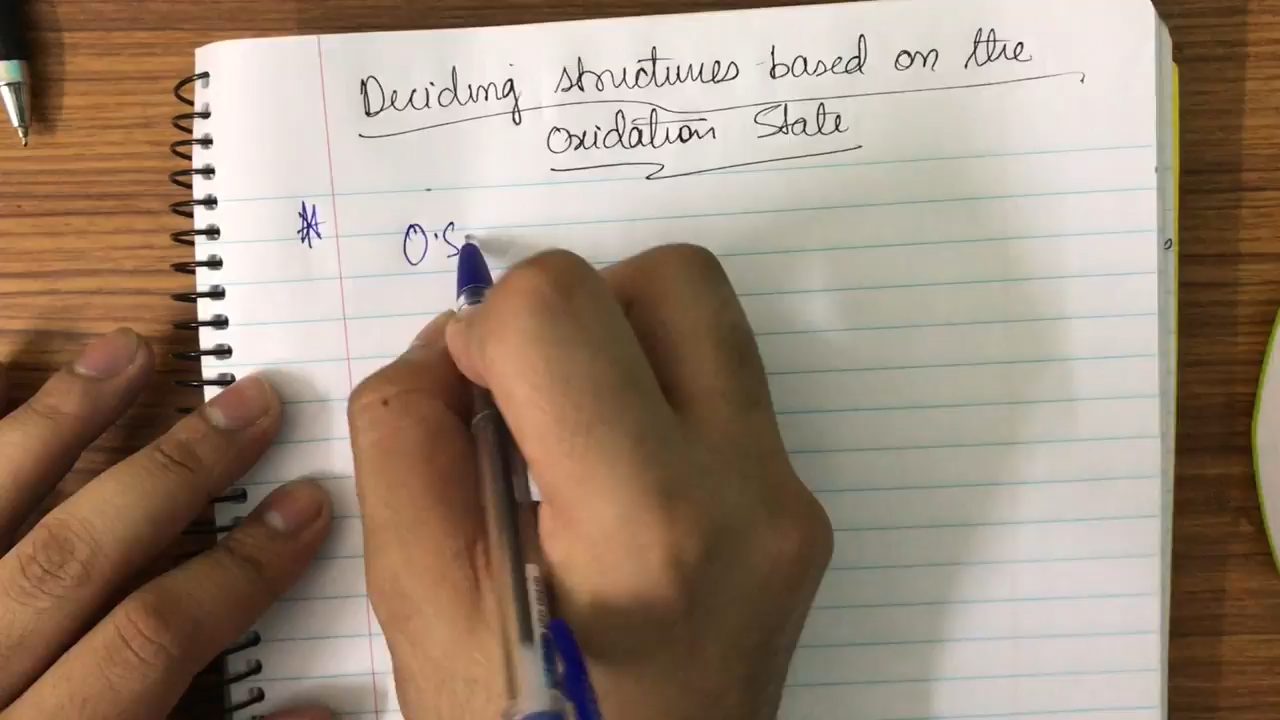 Deciding structures based on the
Oxidation State
* O.S